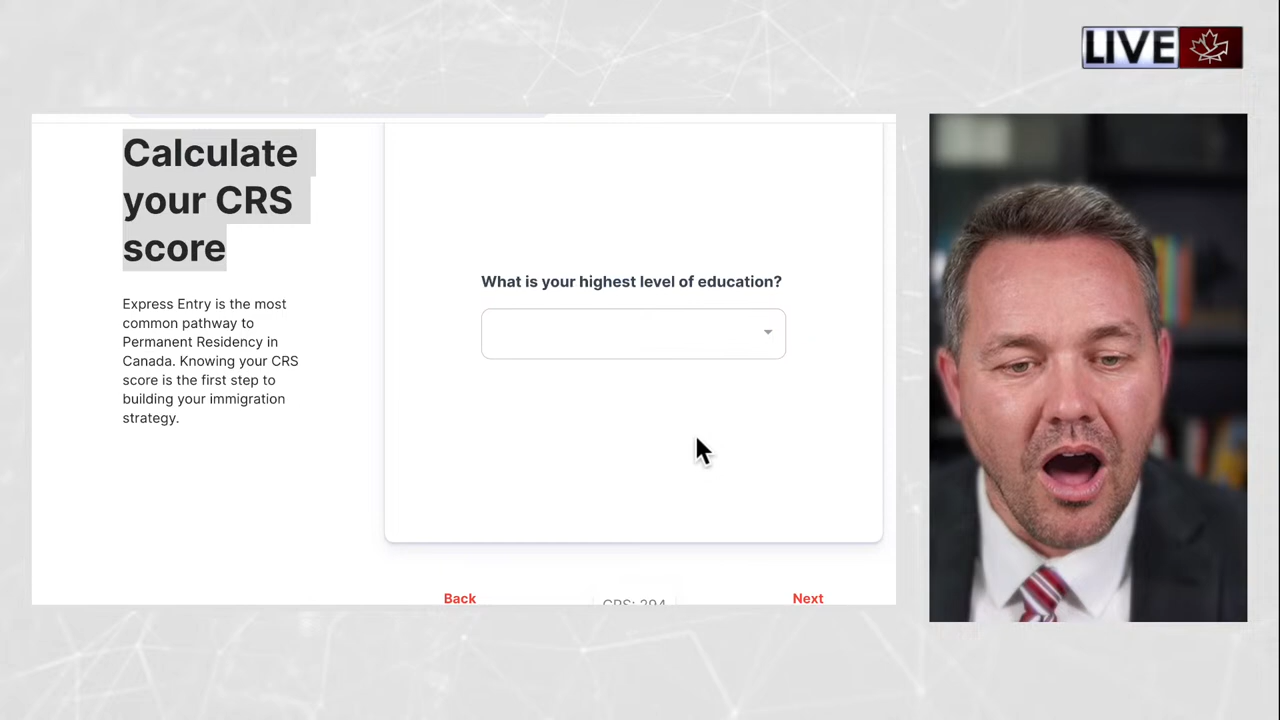 LIVE
Calculate
your CRS
score
Express Entry is the most
common pathway to
Permanent Residency in
Canada. Knowing your CRS
score is the first step to
building your immigration
strategy.
What is your highest level of education?
Back
CRS: 294
Next